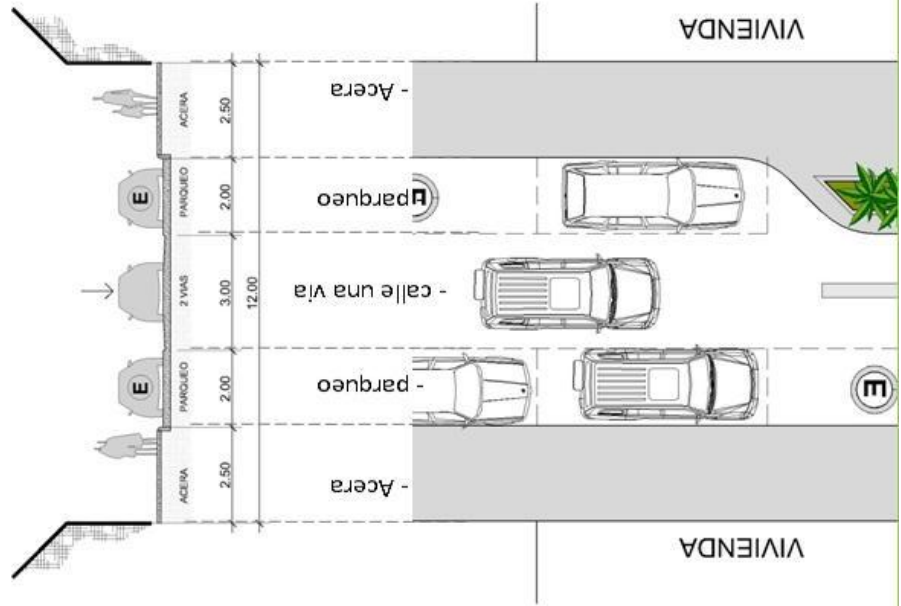 VIVIENDA
- Acera
parqueo
- calle una via
- parqueo
- Acera
VIVIENDA
ACERA
2.50
PARQUEO
2.00
2 VIAS
3.00
12.00
PARQUEO
2.00
ACERA
2.50
E
E
E
E